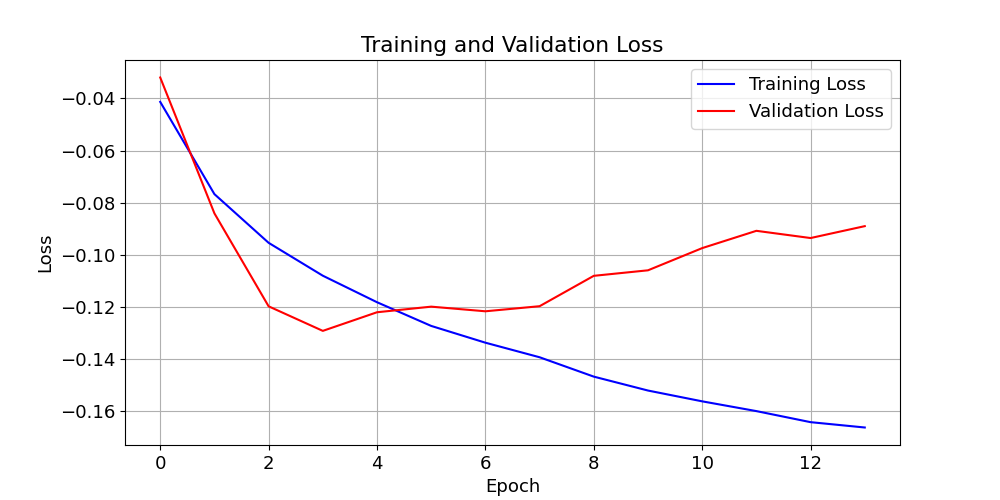 Training and Validation Loss
Training Loss
Validation Loss
−0.04
−0.06
−0.08
−0.10
−0.12
−0.14
−0.16
Loss
0 2 4 6 8 10 12
Epoch